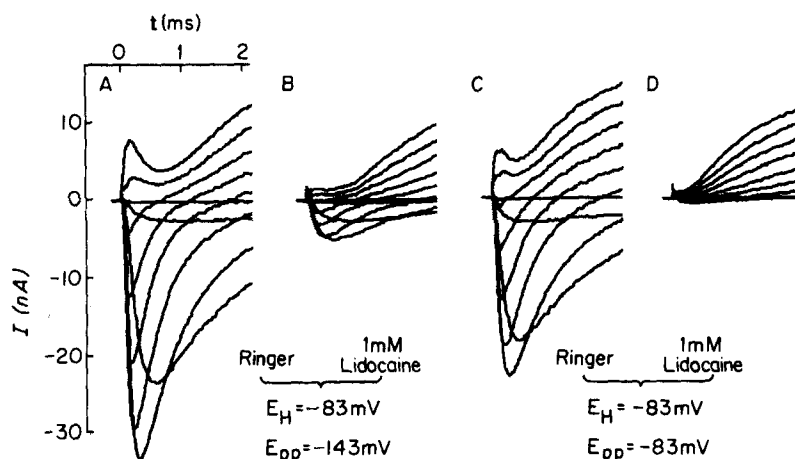 t (ms)
0 1 2
A B C D
10
0
-10
-20
-30
I (nA)
Ringer 1mM Lidocaine
E_H = -83mV
E_pp = -143mV
Ringer 1mM Lidocaine
E_H = -83mV
E_pp = -83mV